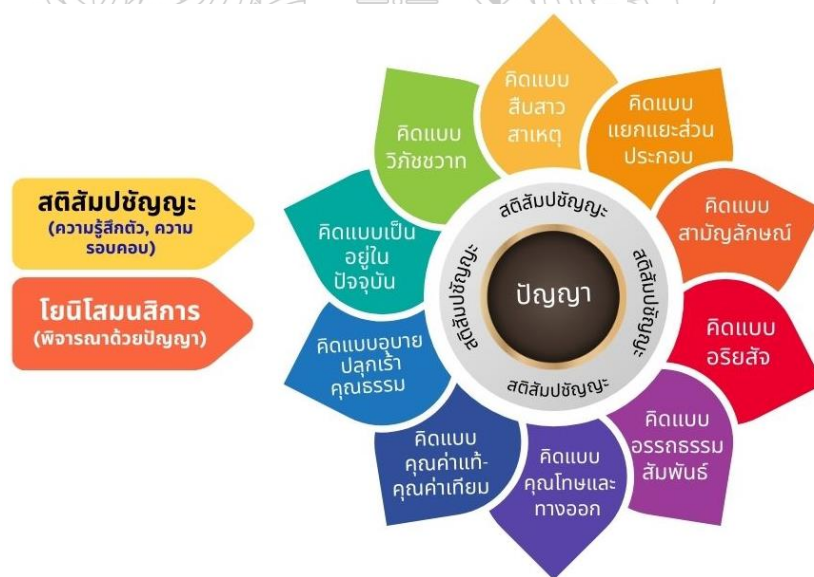 สติสัมปชัญญะ
(ความรู้สึกตัว, ความ
รอบคอบ)
โยนิโสมนสิการ
(พิจารณาด้วยปัญญา)
คิดแบบ
สืบสาว
สาเหตุ
คิดแบบ
แยกแยะส่วน
ประกอบ
คิดแบบ
สามัญลักษณ์
คิดแบบ
อริยสัจ
คิดแบบ
อรรถธรรม
สัมพันธ์
คิดแบบ
คุณโทษและ
ทางออก
คิดแบบ
คุณค่าแท้-
คุณค่าเทียม
คิดแบบอุบาย
ปลุกเร้า
คุณธรรม
คิดแบบเป็น
อยู่ใน
ปัจจุบัน
คิดแบบ
วิภัชชวาท
สติสัมปชัญญะ
สติสัมปชัญญะ
สติสัมปชัญญะ
สติสัมปชัญญะ
ปัญญา